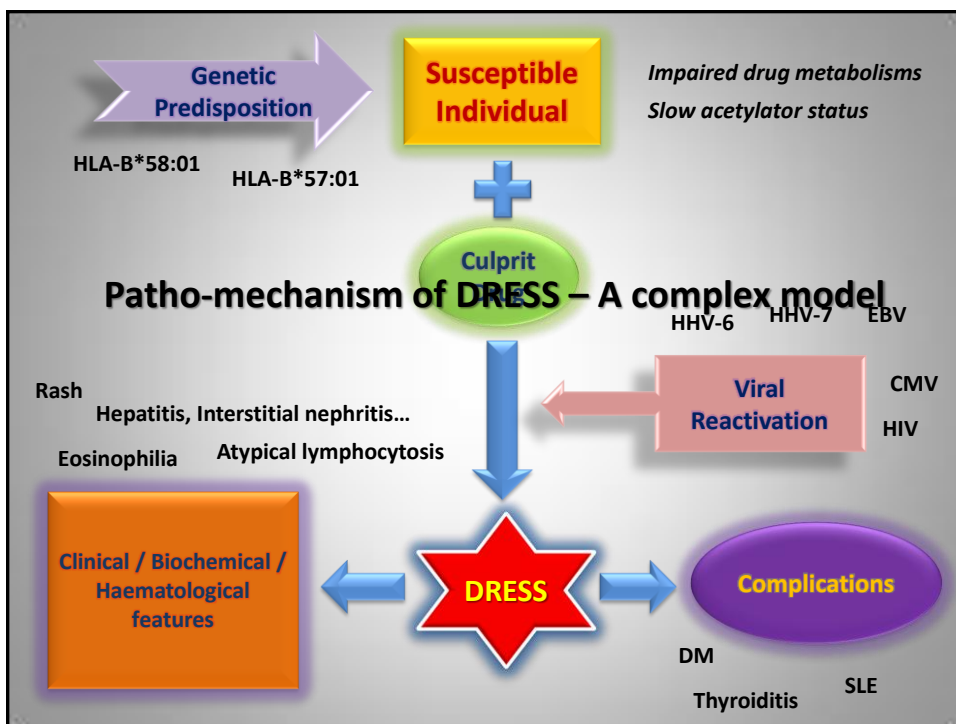 Genetic
Predisposition
Susceptible
Individual
Impaired drug metabolisms
Slow acetylator status
HLA-B*58:01
HLA-B*57:01
Culprit
Drug
Patho-mechanism of DRESS – A complex model
HHV-6
HHV-7
EBV
Viral
Reactivation
CMV
HIV
Rash
Hepatitis, Interstitial nephritis...
Eosinophilia
Atypical lymphocytosis
Clinical / Biochemical /
Haematological
features
DRESS
Complications
DM
Thyroiditis
SLE